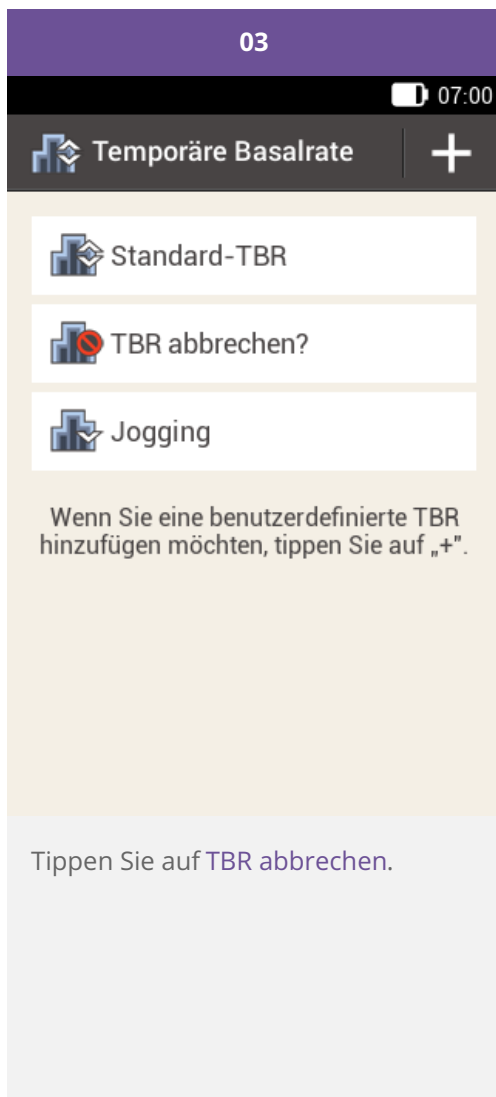 03
07:00
Temporäre Basalrate
Standard-TBR
TBR abbrechen?
Jogging
Wenn Sie eine benutzerdefinierte TBR
hinzufügen möchten, tippen Sie auf „+".
Tippen Sie auf TBR abbrechen.